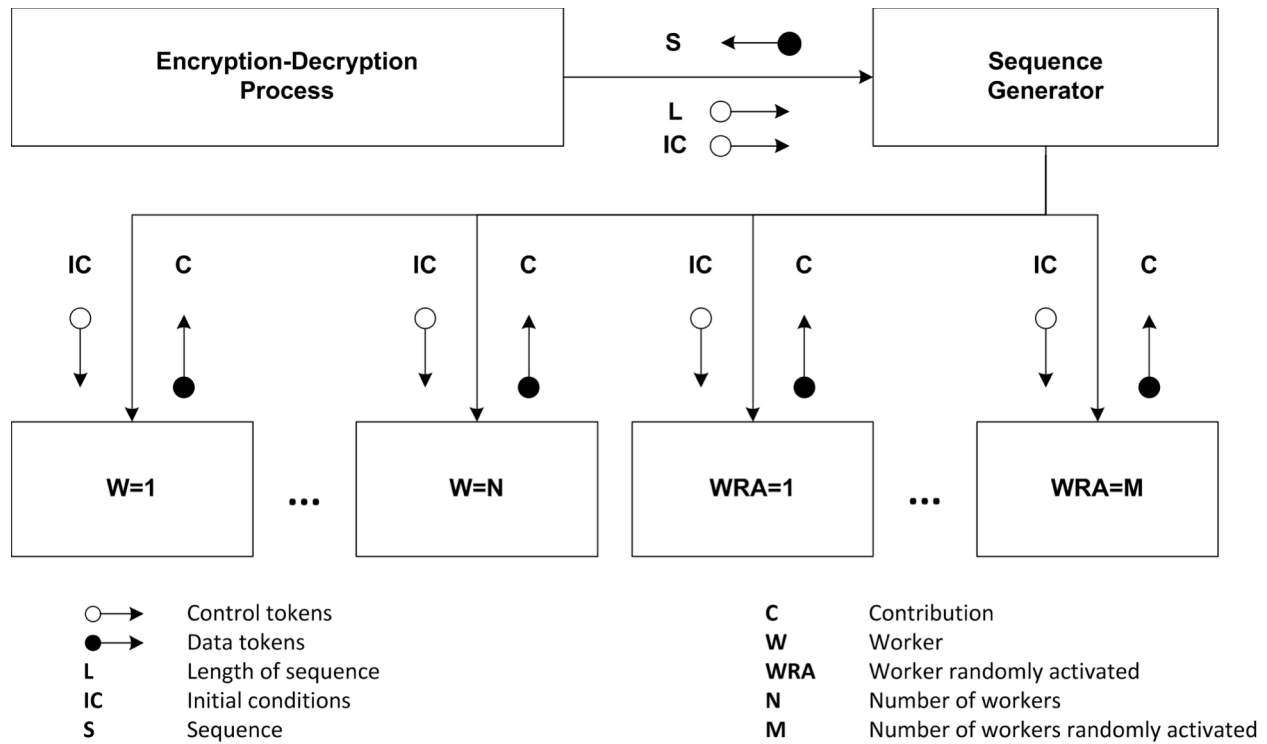 Encryption-Decryption
Process
S
Sequence
Generator
L
IC
IC
C
IC
C
IC
C
IC
C
W=1
...
W=N
WRA=1
...
WRA=M
Control tokens
Data tokens
L Length of sequence
IC Initial conditions
S Sequence
C Contribution
W Worker
WRA Worker randomly activated
N Number of workers
M Number of workers randomly activated